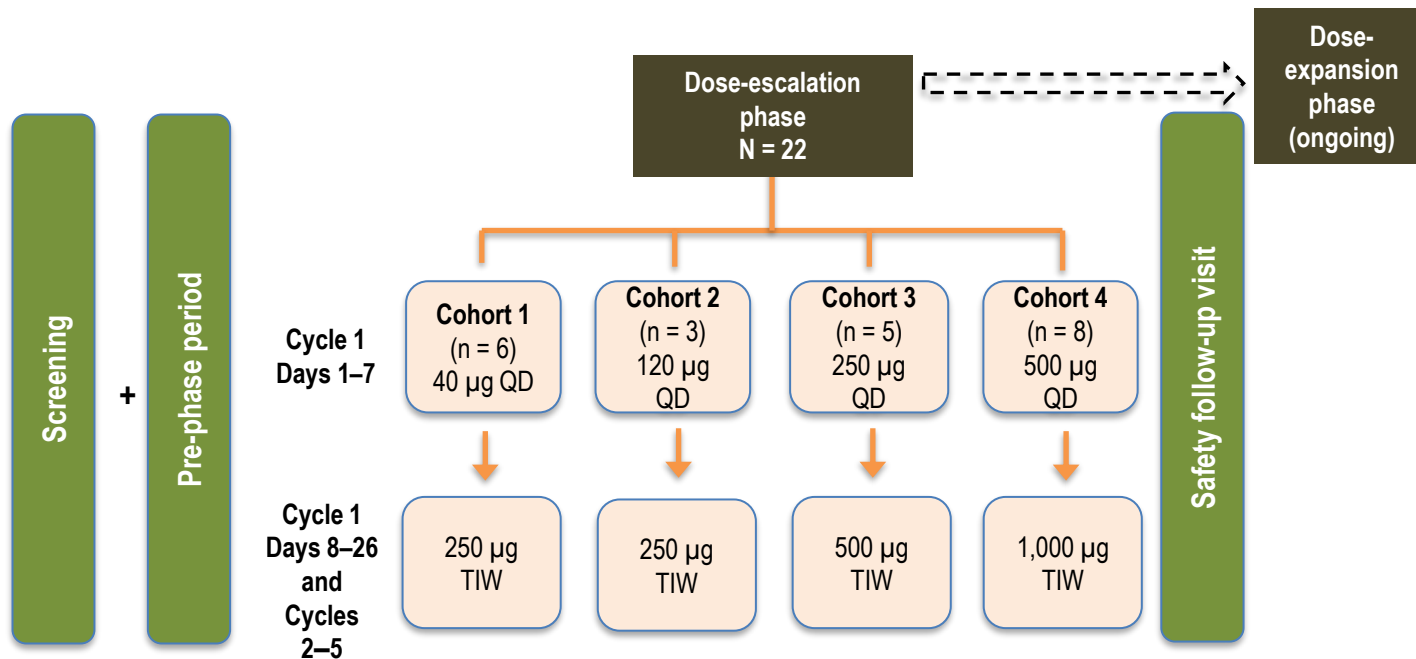 Dose-escalation
phase
N = 22
Dose-
expansion
phase
(ongoing)
Screening
+
Pre-phase period
Safety follow-up visit
Cycle 1
Days 1–7
Cohort 1
(n = 6)
40 µg QD
Cohort 2
(n = 3)
120 µg
QD
Cohort 3
(n = 5)
250 µg
QD
Cohort 4
(n = 8)
500 µg
QD
Cycle 1
Days 8–26
and
Cycles
2–5
250 µg
TIW
250 µg
TIW
500 µg
TIW
1,000 µg
TIW